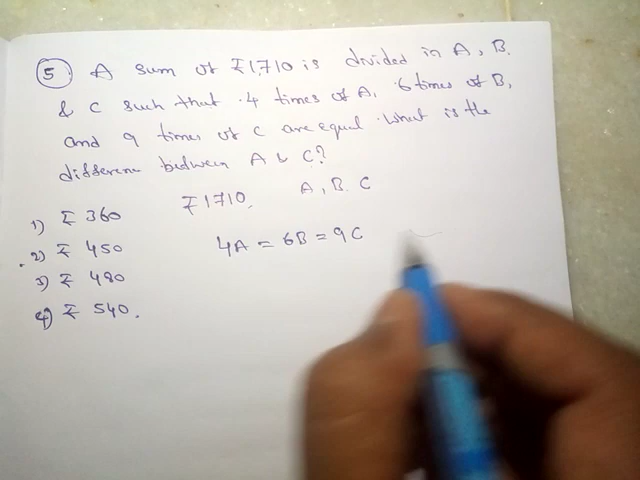 5 A sum of ₹1,710 is divided in A, B.
& C such that 4 times of A, 6 times of B,
and 9 times of C are equal. What is the
difference between A & C?
₹1710, A, B. C
1) ₹ 360
4A = 6B = 9C
2) ₹ 450
3) ₹ 480
4) ₹ 540.